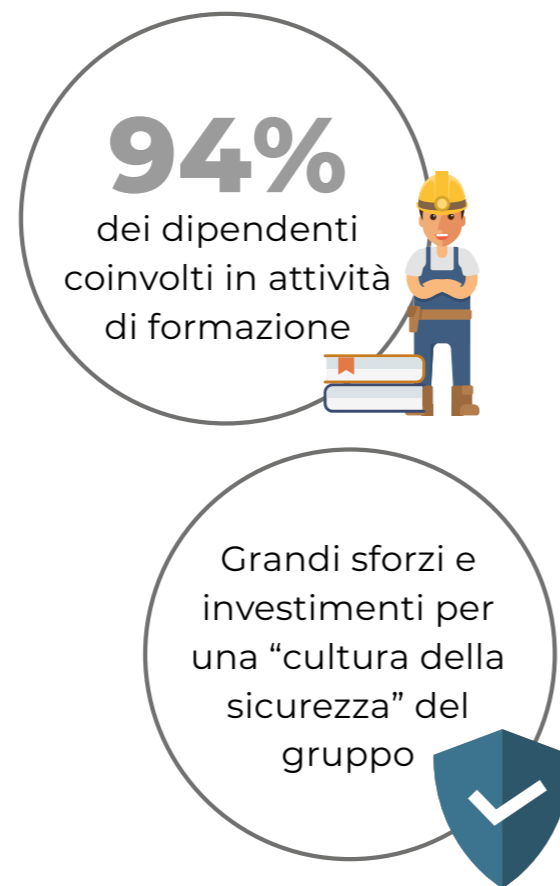 94%
dei dipendenti
coinvolti in attività
di formazione
Grandi sforzi e
investimenti per
una “cultura della
sicurezza” del
gruppo